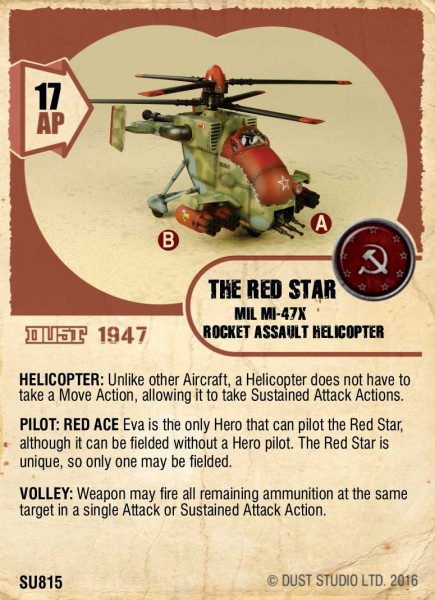 17
AP
A
B
THE RED STAR
MIL MI-47X
ROCKET ASSAULT HELICOPTER
DUST 1947
HELICOPTER: Unlike other Aircraft, a Helicopter does not have to
take a Move Action, allowing it to take Sustained Attack Actions.
PILOT: RED ACE Eva is the only Hero that can pilot the Red Star,
although it can be fielded without a Hero pilot. The Red Star is
unique, so only one may be fielded.
VOLLEY: Weapon may fire all remaining ammunition at the same
target in a single Attack or Sustained Attack Action.
SU815
© DUST STUDIO LTD. 2016